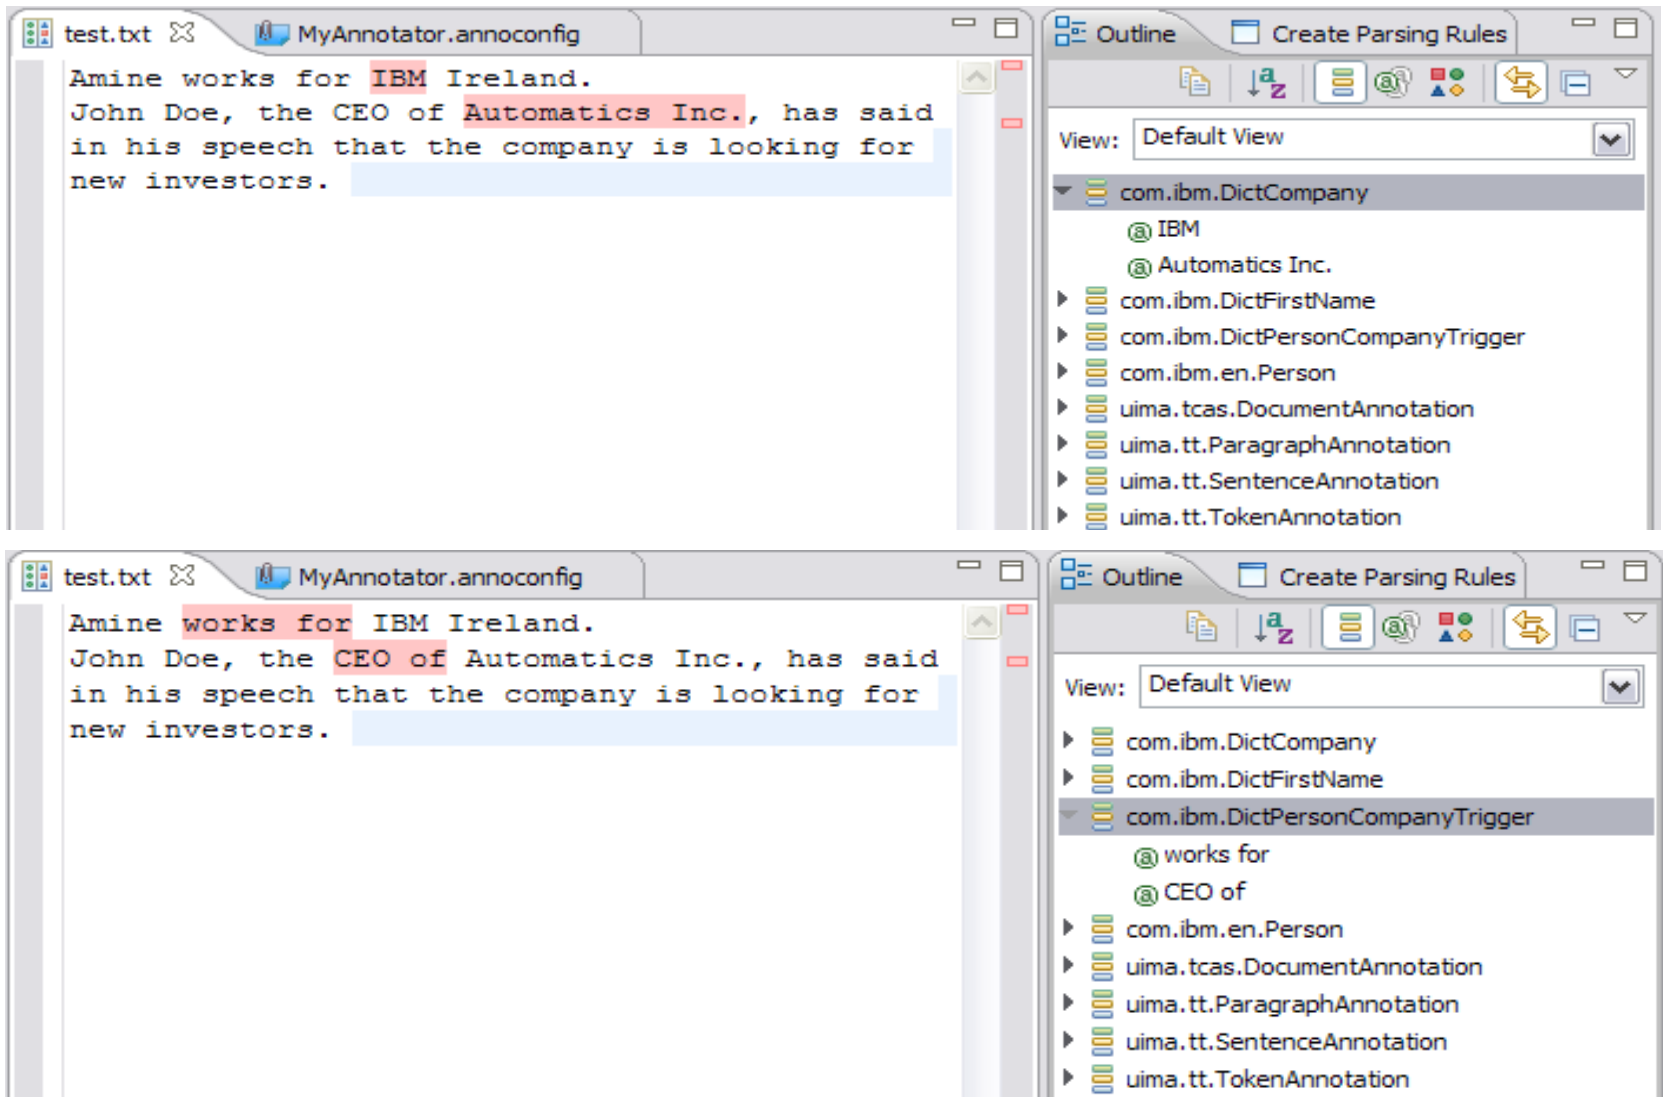 test.txt
MyAnnotator.annoconfig
Amine works for IBM Ireland.
John Doe, the CEO of Automatics Inc., has said
in his speech that the company is looking for
new investors.
Outline
Create Parsing Rules
View: Default View
com.ibm.DictCompany
IBM
Automatics Inc.
com.ibm.DictFirstName
com.ibm.DictPersonCompanyTrigger
com.ibm.en.Person
uima.tcas.DocumentAnnotation
uima.tt.ParagraphAnnotation
uima.tt.SentenceAnnotation
uima.tt.TokenAnnotation
test.txt
MyAnnotator.annoconfig
Amine works for IBM Ireland.
John Doe, the CEO of Automatics Inc., has said
in his speech that the company is looking for
new investors.
Outline
Create Parsing Rules
View: Default View
com.ibm.DictCompany
com.ibm.DictFirstName
com.ibm.DictPersonCompanyTrigger
works for
CEO of
com.ibm.en.Person
uima.tcas.DocumentAnnotation
uima.tt.ParagraphAnnotation
uima.tt.SentenceAnnotation
uima.tt.TokenAnnotation